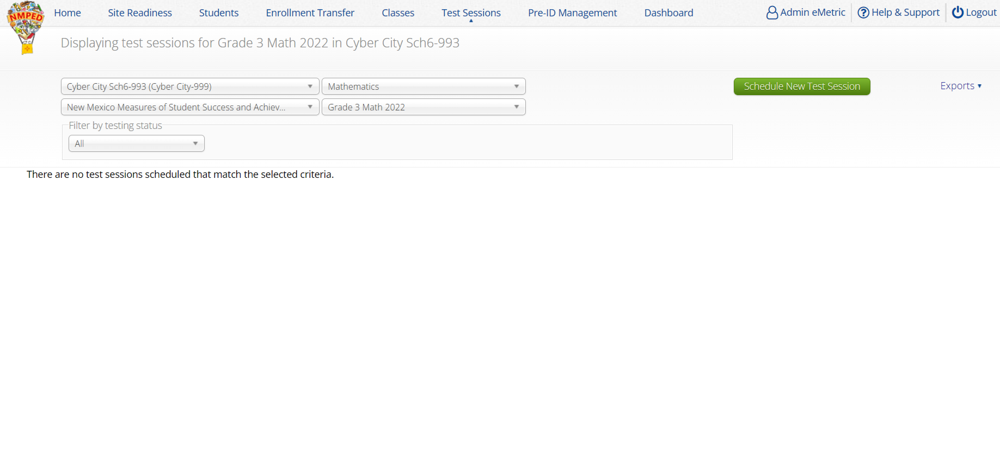 NMPED
Home Site Readiness Students Enrollment Transfer Classes Test Sessions Pre-ID Management Dashboard Admin eMetric Help & Support Logout
Displaying test sessions for Grade 3 Math 2022 in Cyber City Sch6-993
Cyber City Sch6-993 (Cyber City-999) Mathematics Schedule New Test Session Exports
New Mexico Measures of Student Success and Achiev... Grade 3 Math 2022
Filter by testing status
All
There are no test sessions scheduled that match the selected criteria.